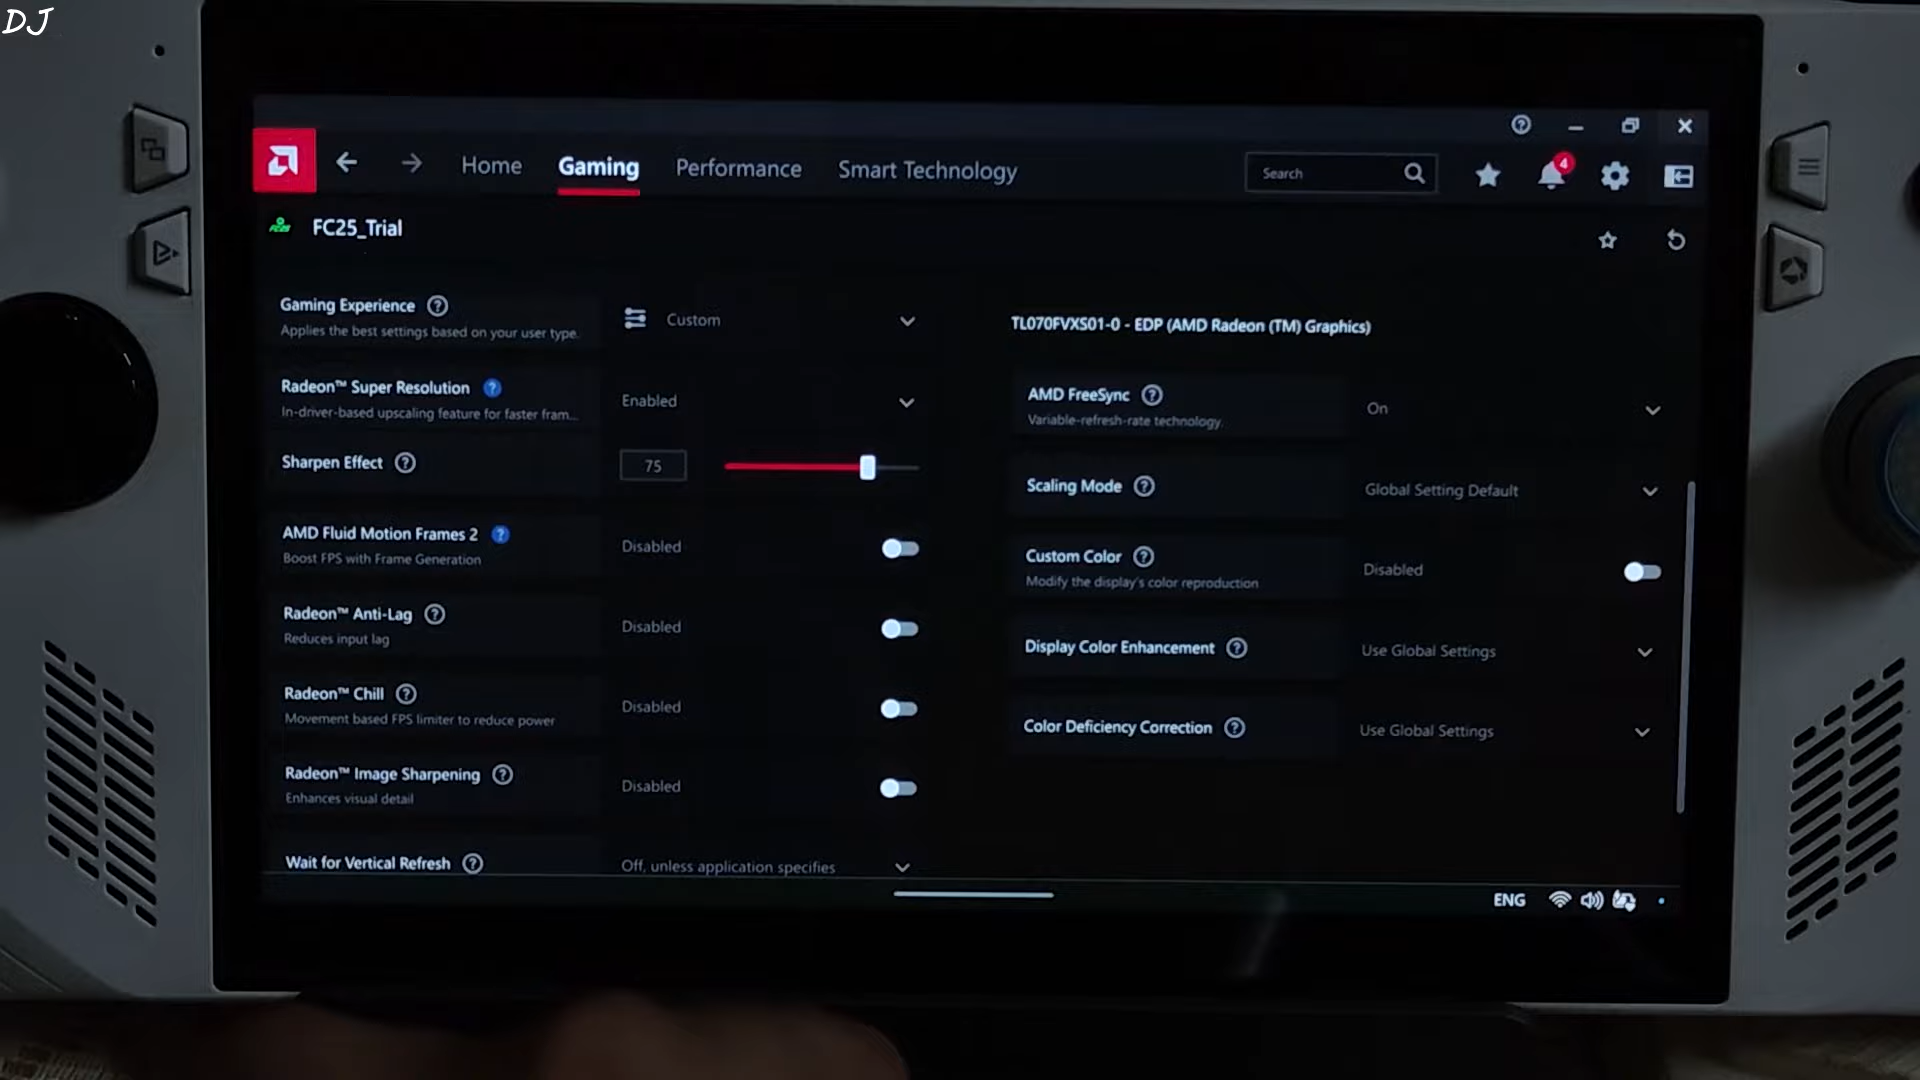 DJ
Home
Gaming
Performance
Smart Technology
Search
4
FC25_Trial
Gaming Experience
Applies the best settings based on your user type.
Custom
Radeon™ Super Resolution
In-driver-based upscaling feature for faster fram...
Enabled
Sharpen Effect
75
AMD Fluid Motion Frames 2
Boost FPS with Frame Generation
Disabled
Radeon™ Anti-Lag
Reduces input lag
Disabled
Radeon™ Chill
Movement based FPS limiter to reduce power
Disabled
Radeon™ Image Sharpening
Enhances visual detail
Disabled
Wait for Vertical Refresh
Off, unless application specifies
TL070FVXS01-0 - EDP (AMD Radeon (TM) Graphics)
AMD FreeSync
Variable-refresh-rate technology.
On
Scaling Mode
Global Setting Default
Custom Color
Modify the display's color reproduction
Disabled
Display Color Enhancement
Use Global Settings
Color Deficiency Correction
Use Global Settings
ENG